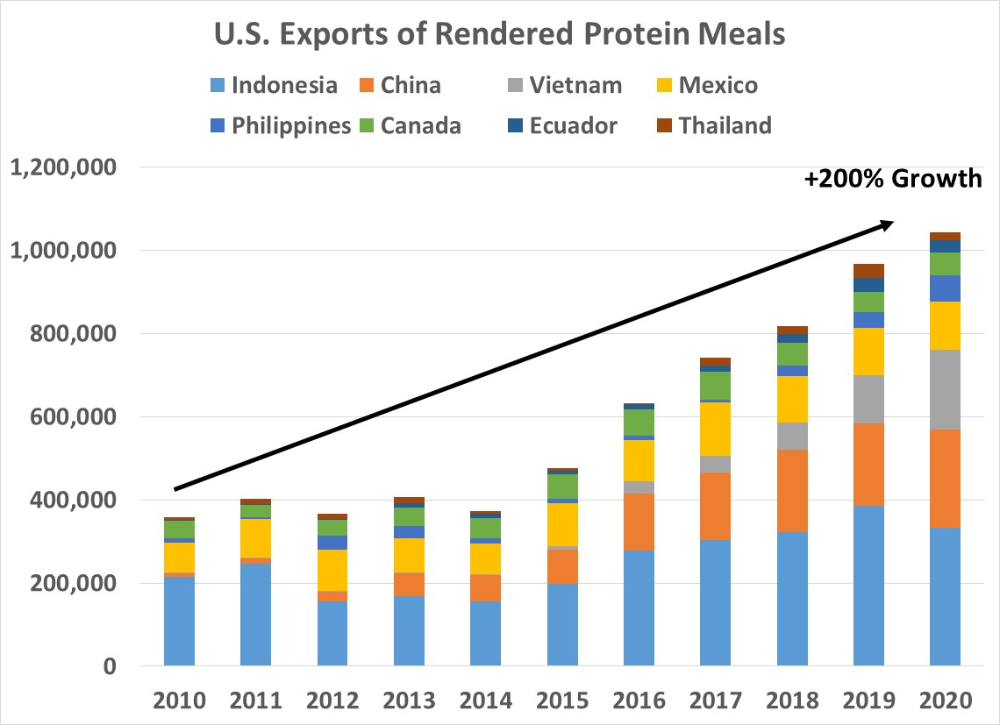 U.S. Exports of Rendered Protein Meals
Indonesia China Vietnam Mexico
Philippines Canada Ecuador Thailand
1,200,000
+200% Growth
1,000,000
800,000
600,000
400,000
200,000
0
2010 2011 2012 2013 2014 2015 2016 2017 2018 2019 2020